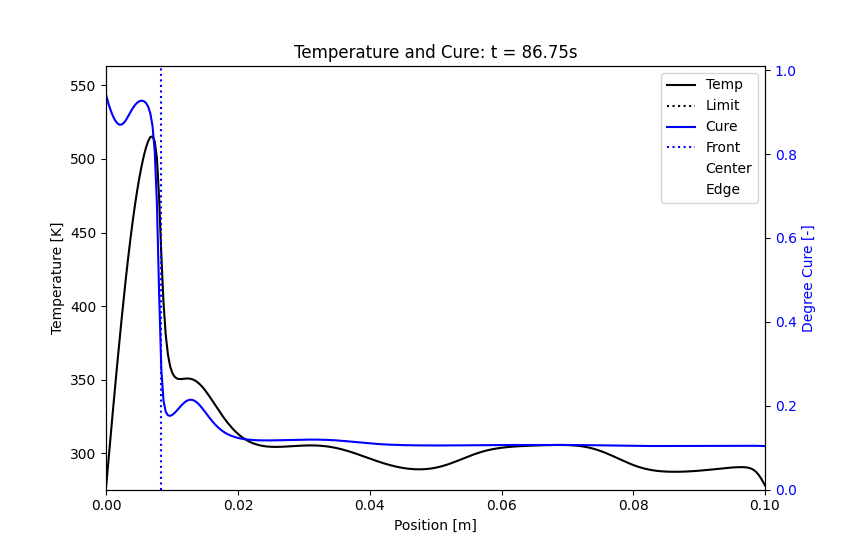 Temperature and Cure: t = 86.75s
550
500
450
400
350
300
Temperature [K]
0.00
0.02
0.04
0.06
0.08
0.10
Position [m]
1.0
0.8
0.6
0.4
0.2
0.0
Degree Cure [-]
Temp
Limit
Cure
Front
Center
Edge